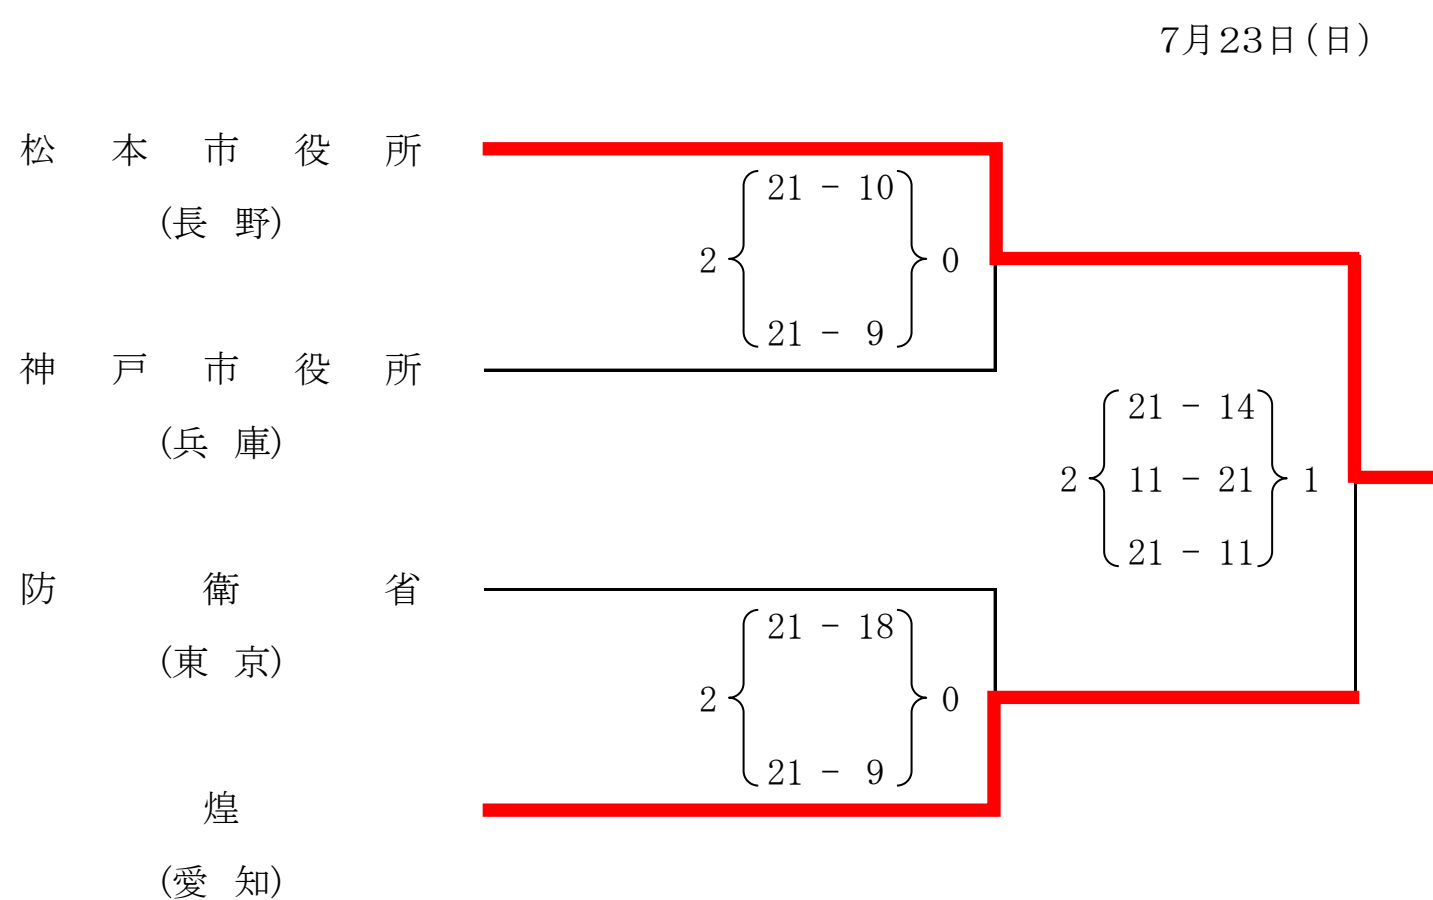 7月23日(日)
松本市役所
(長野)
21 - 10
2 0
21 - 9
神戸市役所
(兵庫)
21 - 14
2 11 - 21 1
21 - 11
防衛省
(東京)
21 - 18
2 0
21 - 9
煌
(愛知)